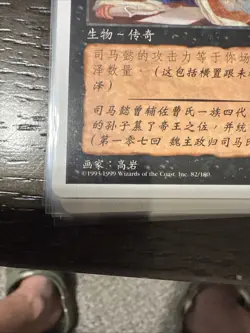 生物～传奇
司马懿的攻击力等于你场
泽数量：（这包括横置跟未
泽）
司马懿曾辅佐曹氏一族四代
的孙子篡了帝王之位，并统
（第一零七回 魏主政归司马氏
画家：高岩
©1993-1999 Wizards of the Coast, Inc. 82/180